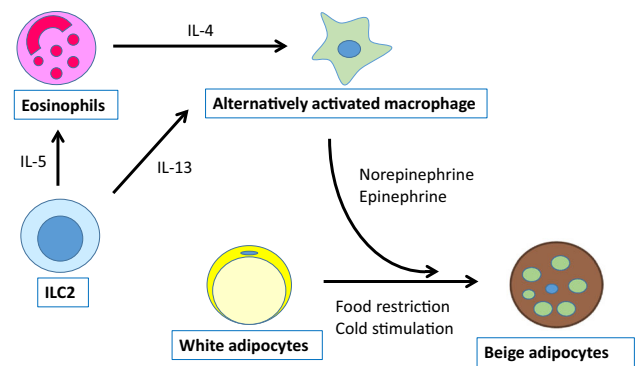 IL-4
Eosinophils
Alternatively activated macrophage
IL-5
IL-13
Norepinephrine
Epinephrine
ILC2
Food restriction
Cold stimulation
White adipocytes
Beige adipocytes